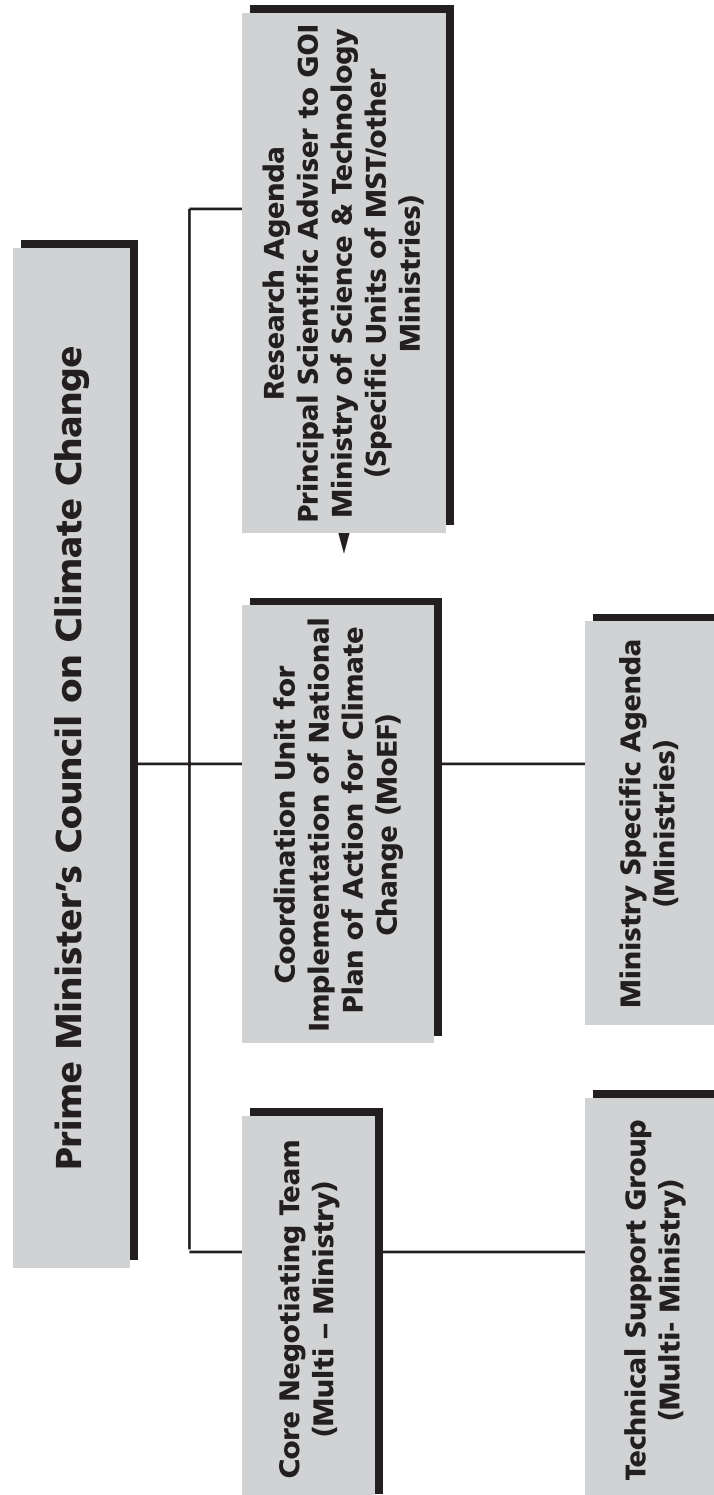 Prime Minister’s Council on Climate Change
Core Negotiating Team
(Multi – Ministry)
Coordination Unit for
Implementation of National
Plan of Action for Climate
Change (MoEF)
Research Agenda
Principal Scientific Adviser to GOI
Ministry of Science & Technology
(Specific Units of MST/other
Ministries)
Technical Support Group
(Multi- Ministry)
Ministry Specific Agenda
(Ministries)